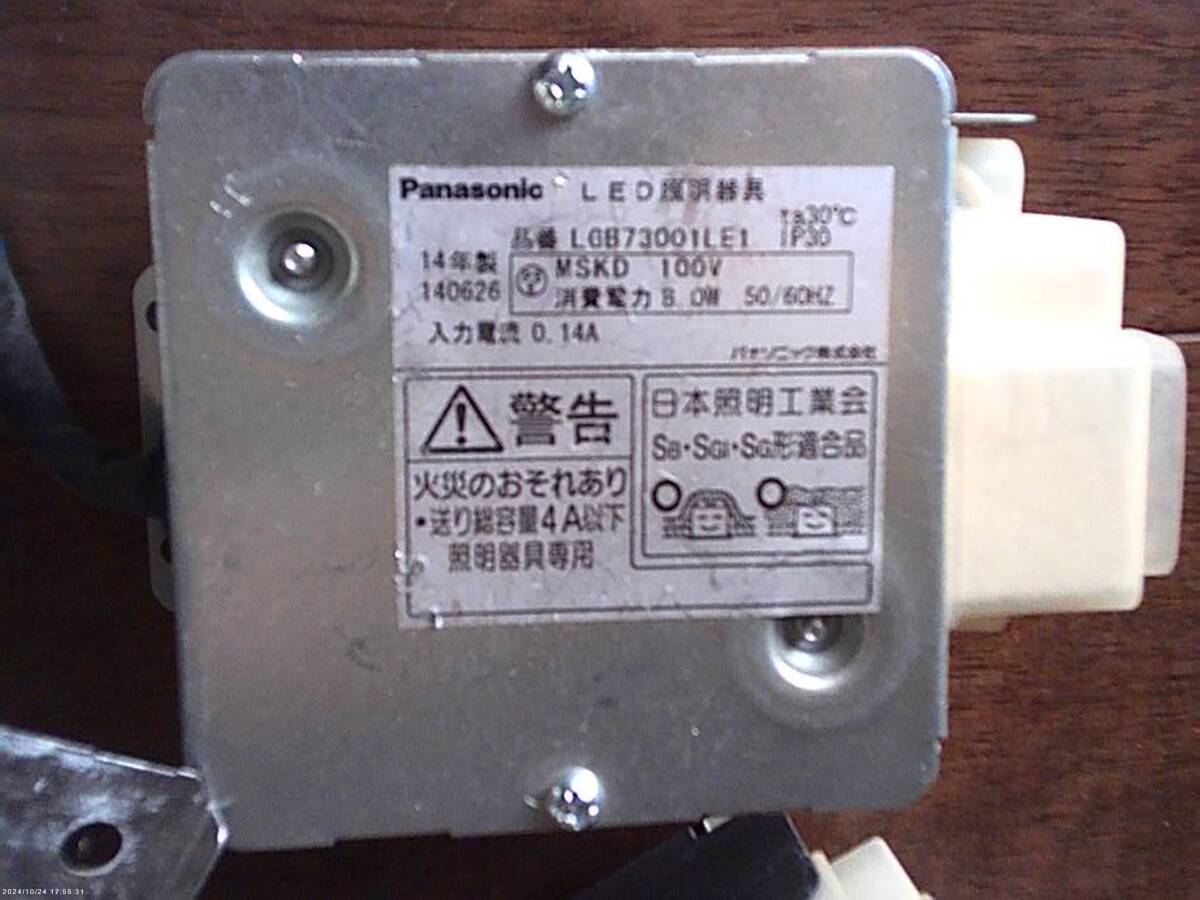 Panasonic LED照明器具
ta30℃
品番 LGB73001LE1 IP30
14年製
140626
MSKD 100V
消費電力 8.0W 50/60HZ
入力電流 0.14A
パナソニック株式会社
警告
火災のおそれあり
・送り総容量4A以下
照明器具専用
日本照明工業会
SB・SGI・SG形適合品
2024/10/24 17:55:31